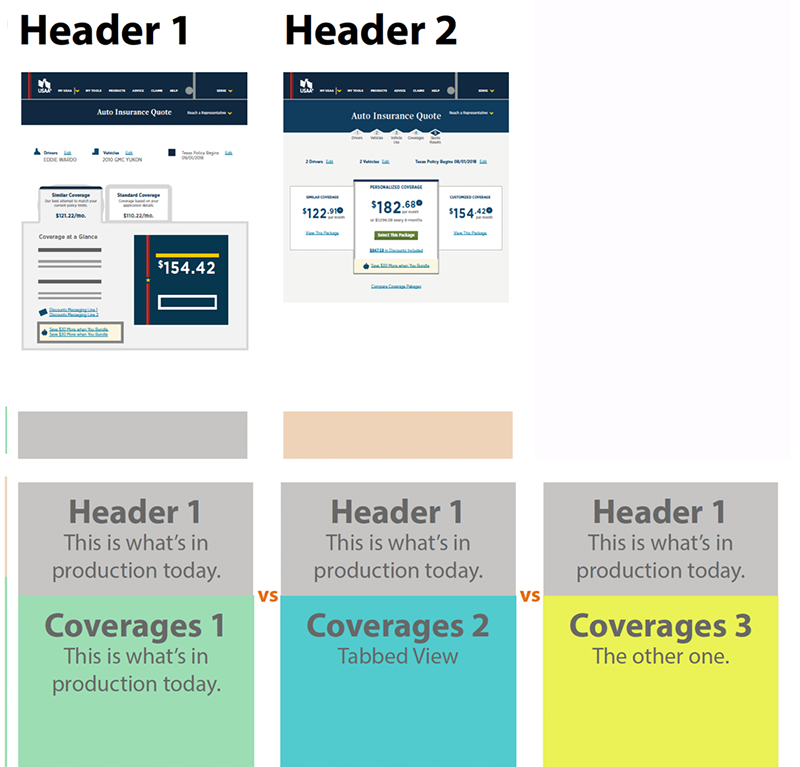 Header 1
Header 2
USAA
MY USAA
MY TOOLS
PRODUCTS
ADVICE
CLAIMS
HELP
Auto Insurance Quote
Reach a Representative
Drivers Edit
EDDIE WARDO
Vehicles Edit
2010 GMC YUKON
Texas Policy Begins Edit
08/01/2018
Similar Coverage
Our best attempt to match your
current policy limits.
$121.22/mo.
Standard Coverage
Coverage based on your
application details.
$110.22/mo.
Coverage at a Glance
$154.42
Discounts Messaging Line 1
Discounts Messaging Line 2
Save $30 More when You Bundle
Save $30 More when You Bundle
USAA
MY USAA
MY TOOLS
PRODUCTS
ADVICE
CLAIMS
HELP
Auto Insurance Quote
Reach a Representative
Drivers
Vehicles
Vehicle
Use
Coverages
Quote
Results
2 Drivers Edit
2 Vehicles Edit
Texas Policy Begins 08/01/2018 Edit
SIMILAR COVERAGE
$122.91
per month
View This Package
PERSONALIZED COVERAGE
$182.68
per month
Select This Package
in Discounts Included
Save $30 More when You Bundle
CUSTOMIZED COVERAGE
$154.42
per month
View This Package
Compare Coverage Pakages
Header 1
This is what's in
production today.
Coverages 1
This is what's in
production today.
vs
Header 1
This is what's in
production today.
Coverages 2
Tabbed View
vs
Header 1
This is what's in
production today.
Coverages 3
The other one.